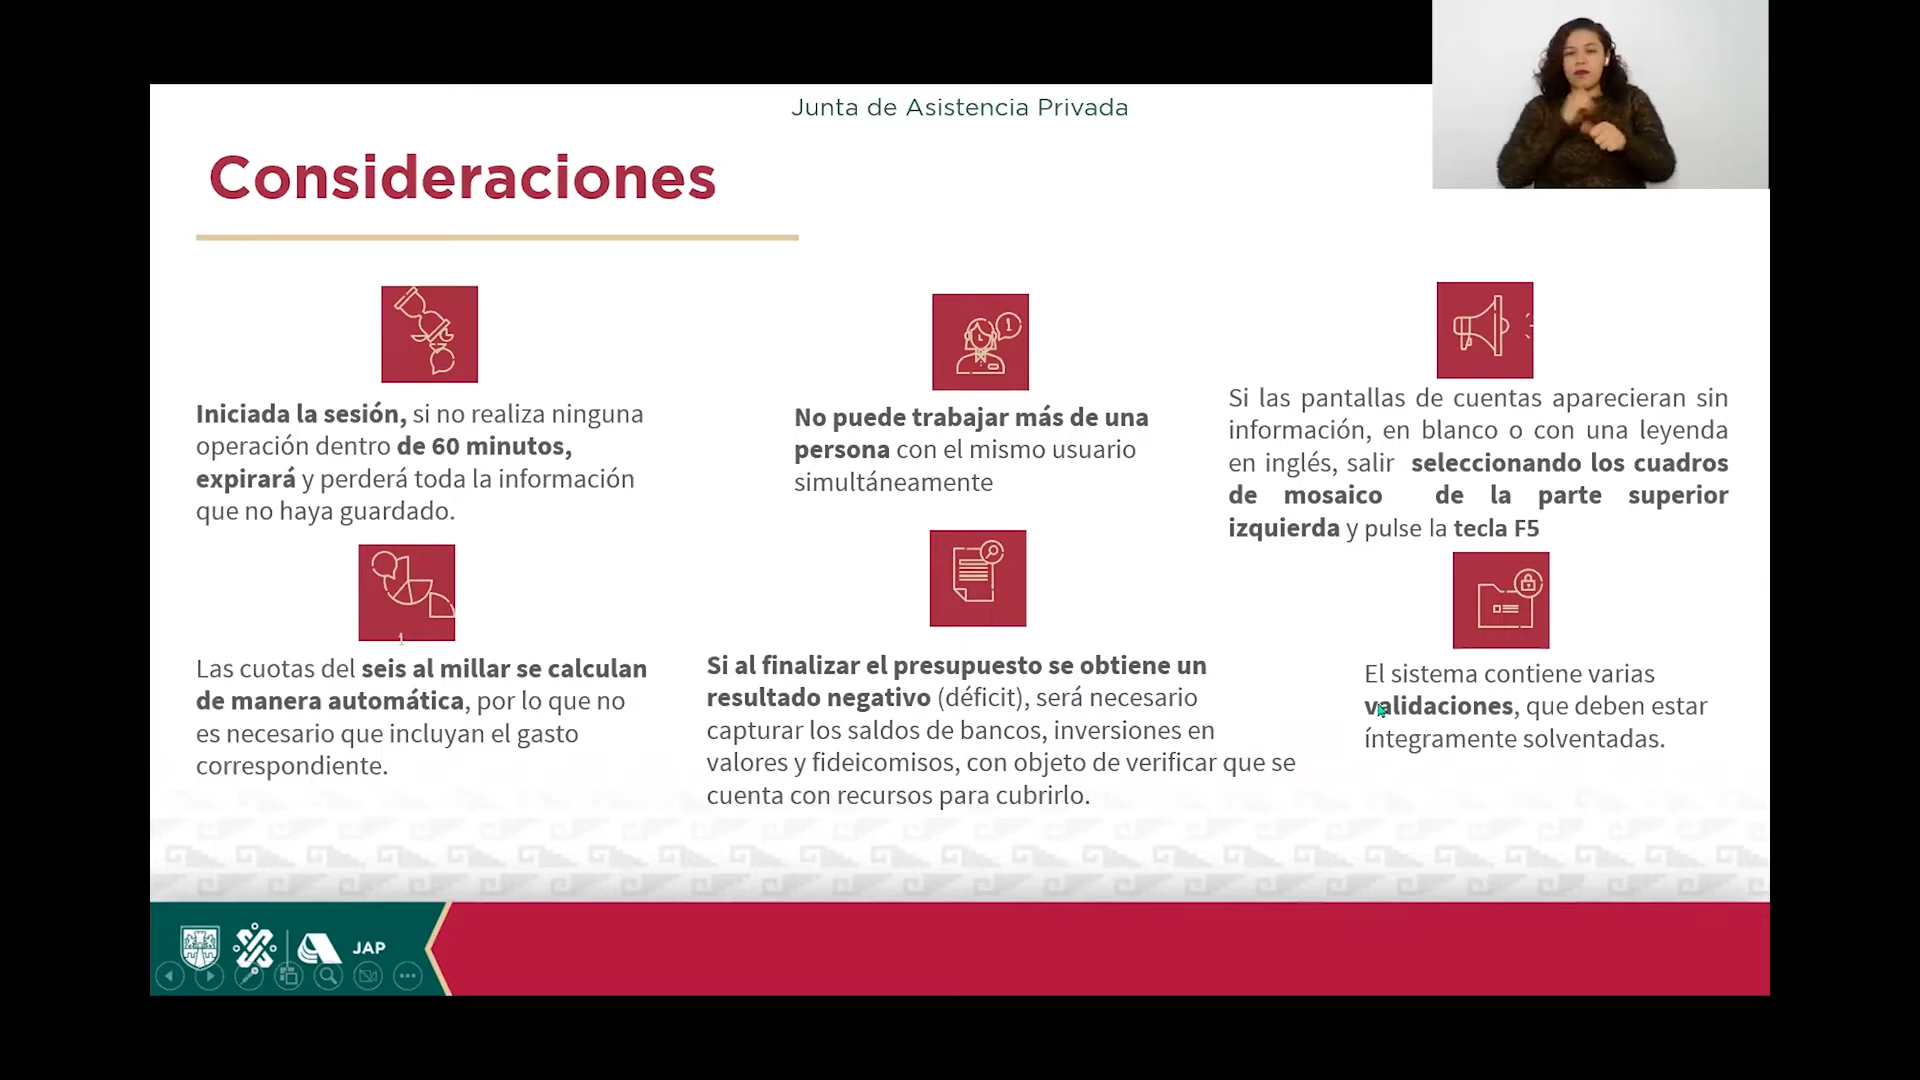 Junta de Asistencia Privada
Consideraciones
Iniciada la sesión, si no realiza ninguna
operación dentro de 60 minutos,
expirará y perderá toda la información
que no haya guardado.
1
No puede trabajar más de una
persona con el mismo usuario
simultáneamente
Si las pantallas de cuentas aparecieran sin
información, en blanco o con una leyenda
en inglés, salir seleccionando los cuadros
de mosaico de la parte superior
izquierda y pulse la tecla F5
1
Las cuotas del seis al millar se calculan
de manera automática, por lo que no
es necesario que incluyan el gasto
correspondiente.
Si al finalizar el presupuesto se obtiene un
resultado negativo (déficit), será necesario
capturar los saldos de bancos, inversiones en
valores y fideicomisos, con objeto de verificar que se
cuenta con recursos para cubrirlo.
El sistema contiene varias
validaciones, que deben estar
íntegramente solventadas.
JAP